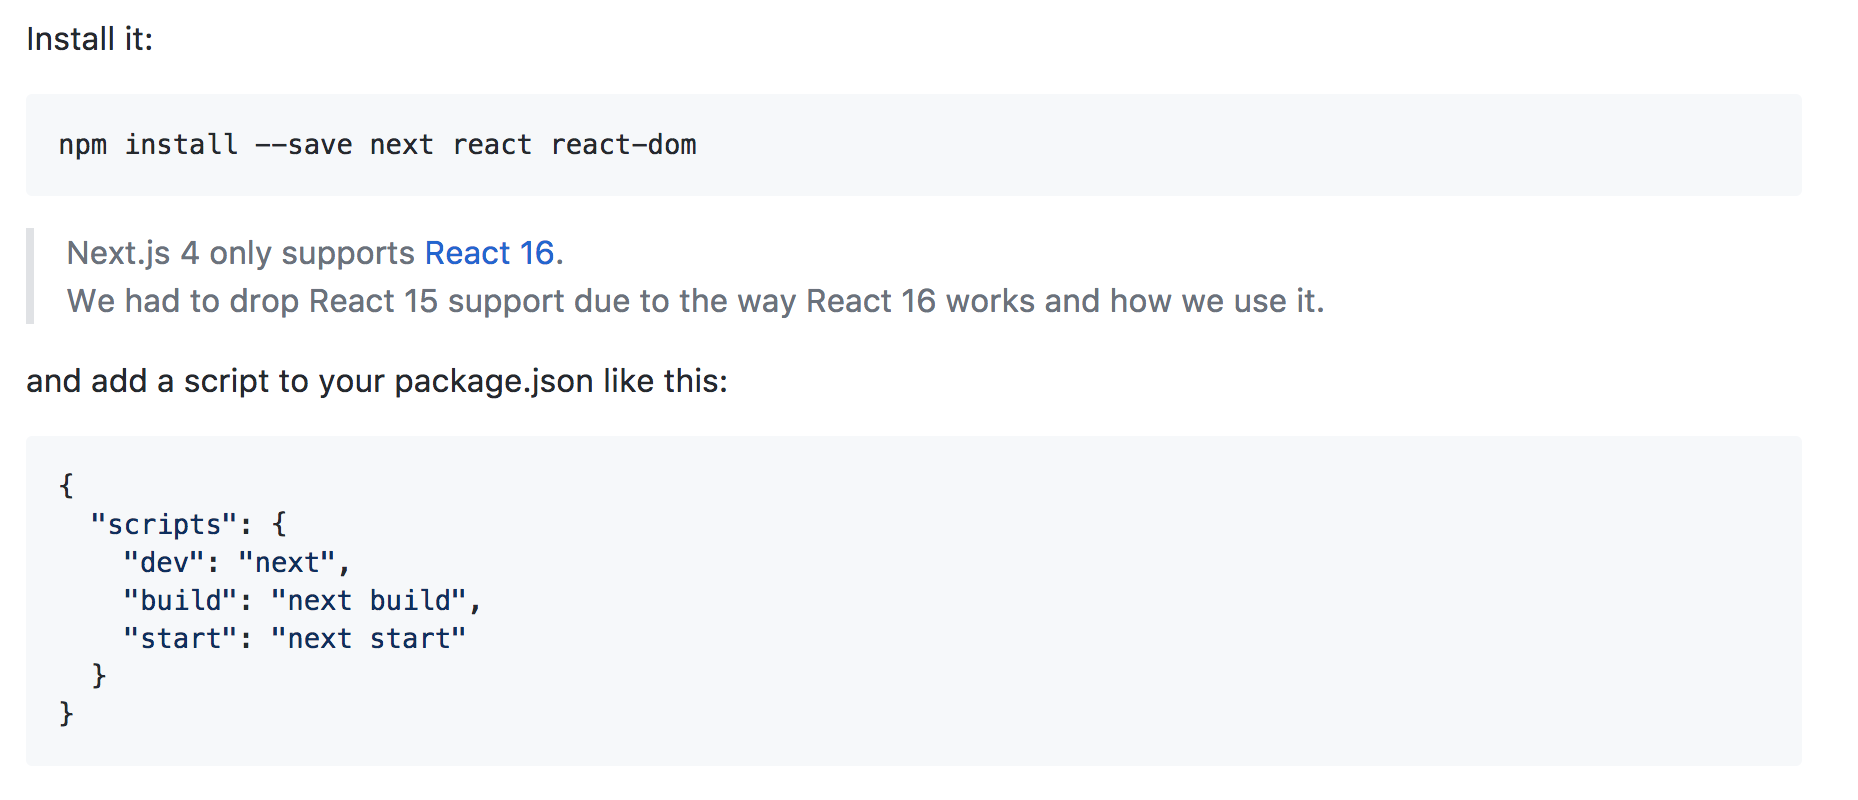 Install it:
npm install --save next react react-dom
Next.js 4 only supports React 16.
We had to drop React 15 support due to the way React 16 works and how we use it.
and add a script to your package.json like this:
{
  "scripts": {
    "dev": "next",
    "build": "next build",
    "start": "next start"
  }
}